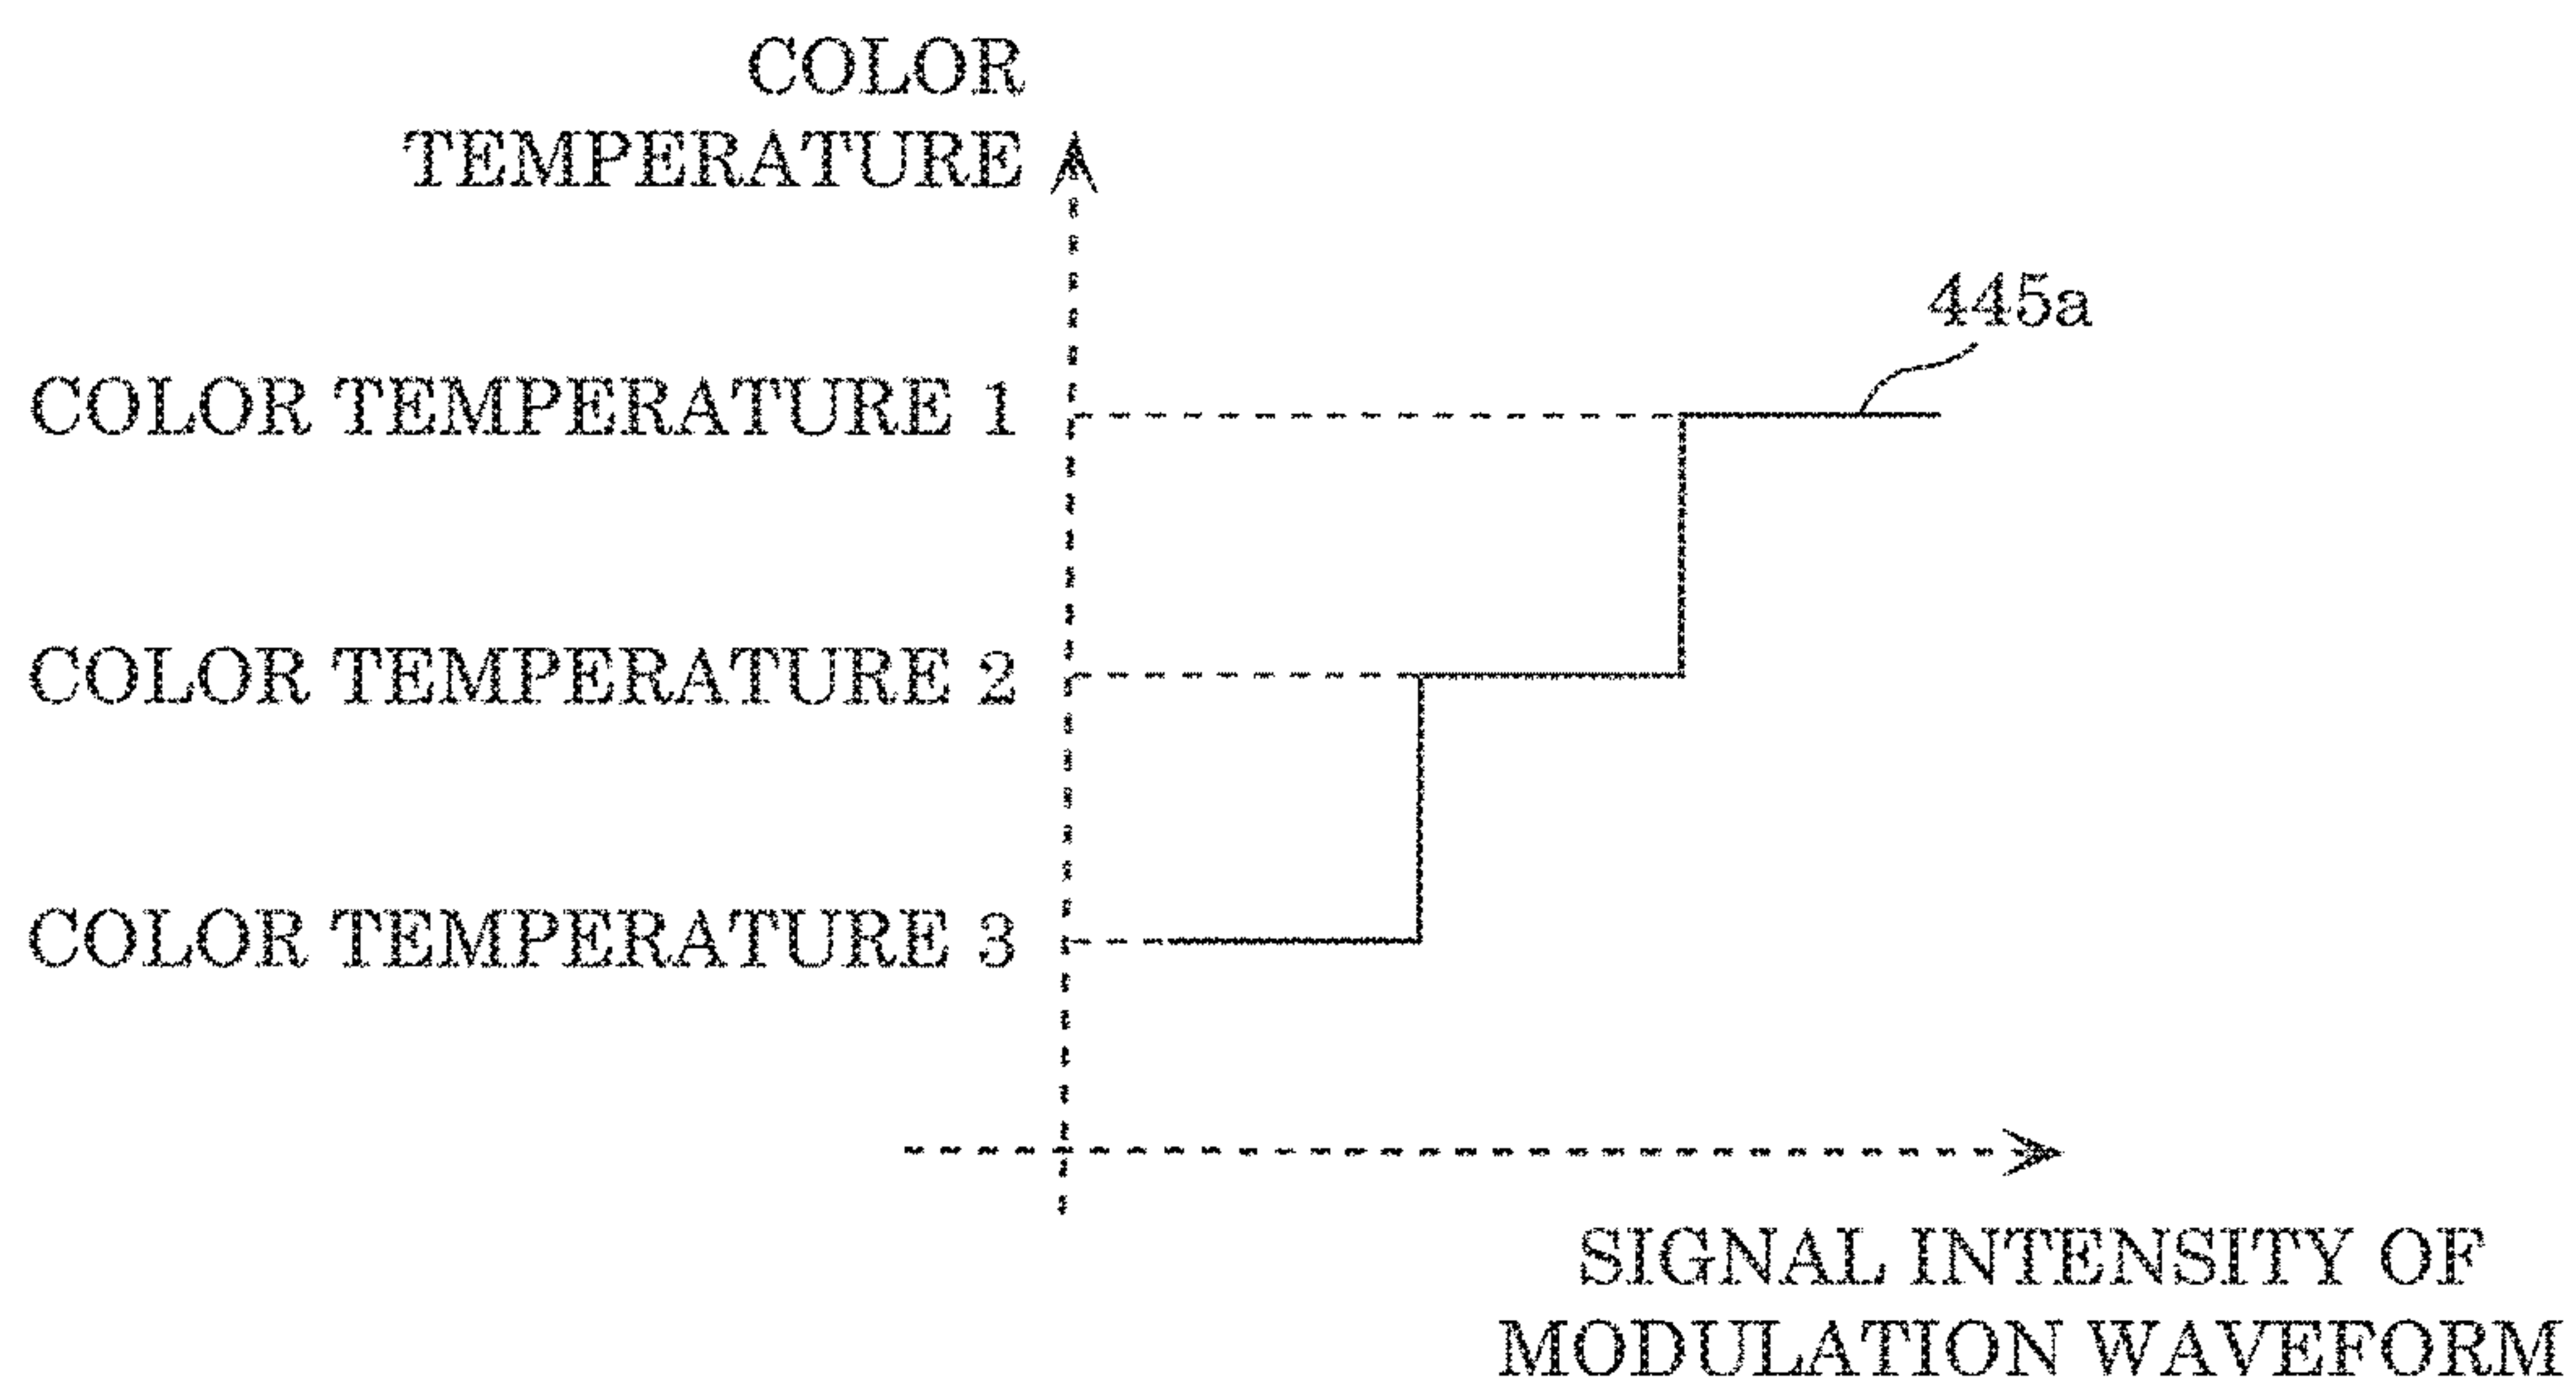 COLOR
TEMPERATURE
445a
COLOR TEMPERATURE 1
COLOR TEMPERATURE 2
COLOR TEMPERATURE 3
SIGNAL INTENSITY OF
MODULATION WAVEFORM